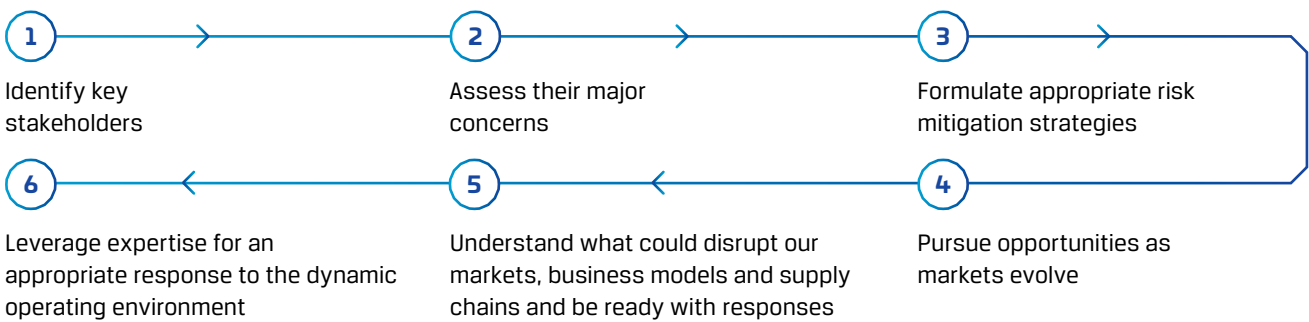 1
Identify key
stakeholders
2
Assess their major
concerns
3
Formulate appropriate risk
mitigation strategies
4
Pursue opportunities as
markets evolve
5
Understand what could disrupt our
markets, business models and supply
chains and be ready with responses
6
Leverage expertise for an
appropriate response to the dynamic
operating environment